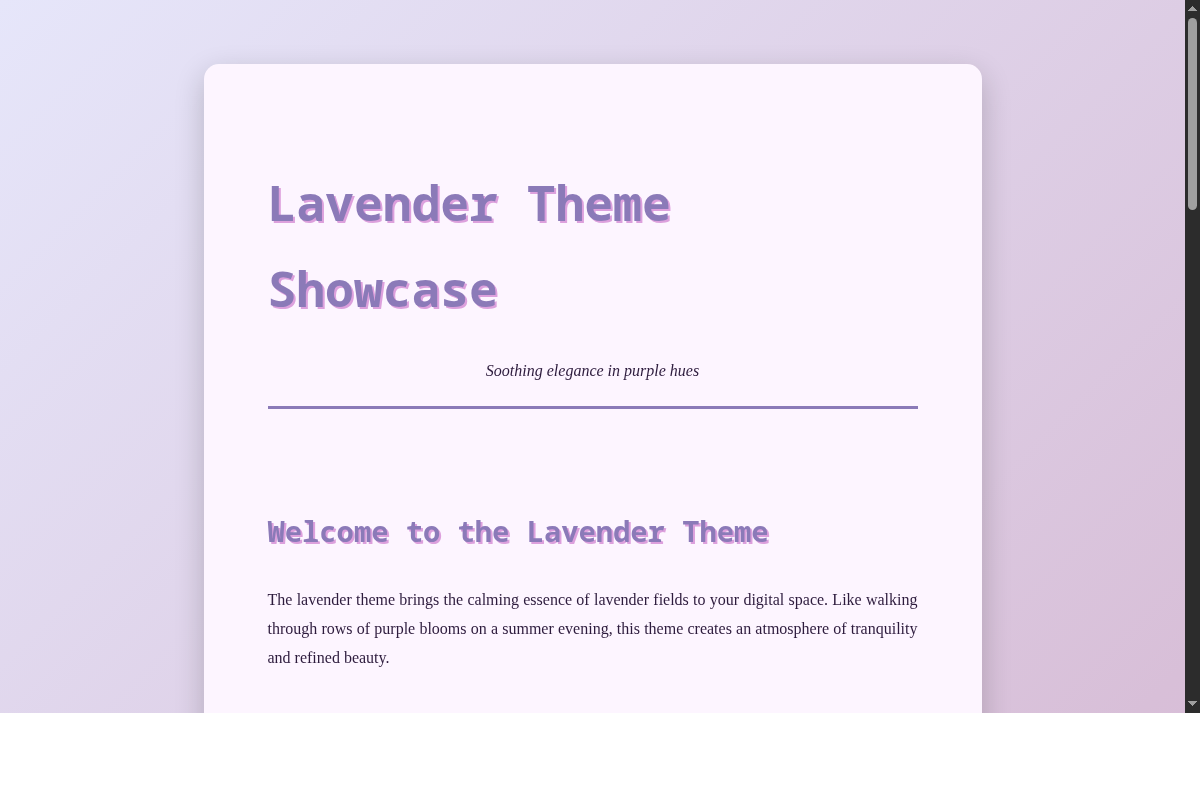 Lavender Theme
Showcase
Soothing elegance in purple hues
Welcome to the Lavender Theme
The lavender theme brings the calming essence of lavender fields to your digital space. Like walking
through rows of purple blooms on a summer evening, this theme creates an atmosphere of tranquility
and refined beauty.